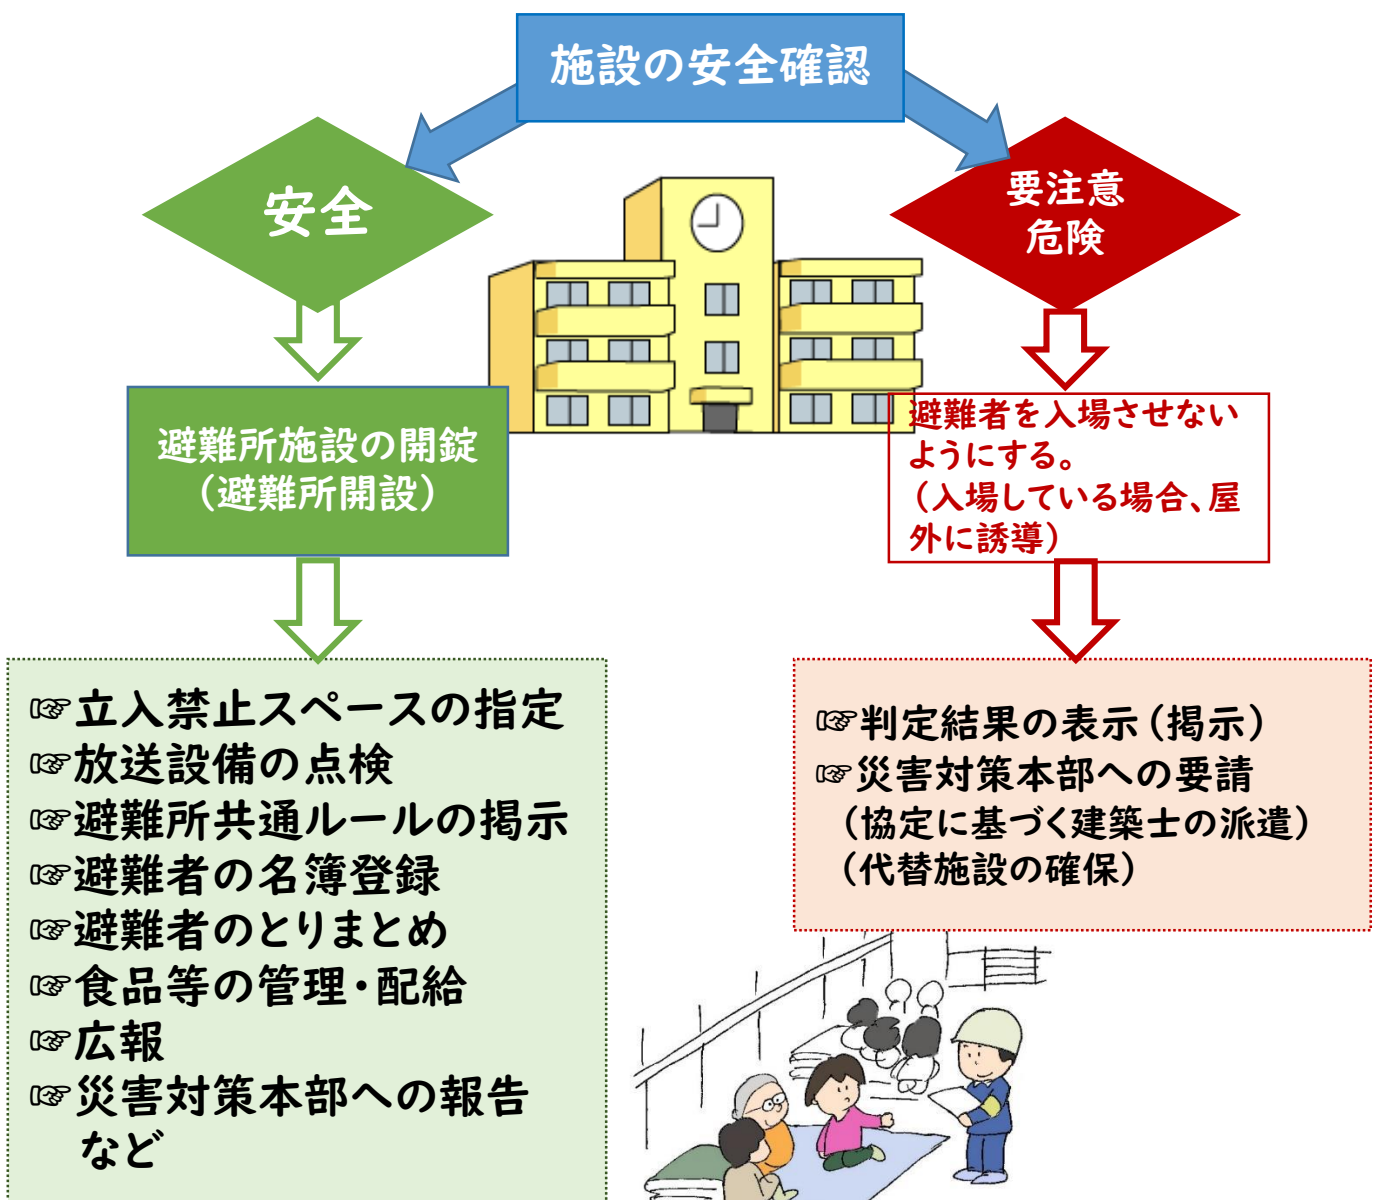 施設の安全確認
安全
要注意
危険
避難所施設の開錠
（避難所開設）
避難者を入場させない
ようにする。
（入場している場合、屋
外に誘導）
☞立入禁止スペースの指定
☞放送設備の点検
☞避難所共通ルールの掲示
☞避難者の名簿登録
☞避難者のとりまとめ
☞食品等の管理・配給
☞広報
☞災害対策本部への報告
など
☞判定結果の表示（掲示）
☞災害対策本部への要請
（協定に基づく建築士の派遣）
（代替施設の確保）